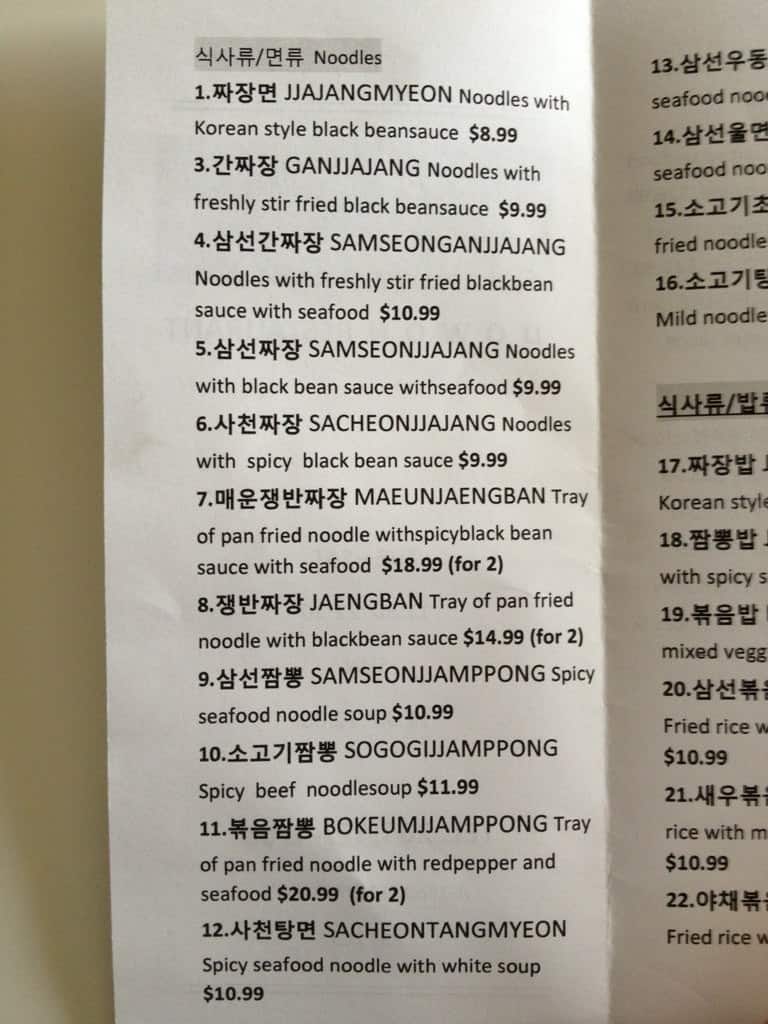 식사류/면류 Noodles
1.짜장면 JJAJANGMYEON Noodles with
Korean style black beansauce $8.99
3.간짜장 GANJJAJANG Noodles with
freshly stir fried black beansauce $9.99
4.삼선간짜장 SAMSEONGANJJAJANG
Noodles with freshly stir fried blackbean
sauce with seafood $10.99
5.삼선짜장 SAMSEONJJAJANG Noodles
with black bean sauce withseafood $9.99
6.사천짜장 SACHEONJJAJANG Noodles
with spicy black bean sauce $9.99
7.매운쟁반짜장 MAEUNJAENGBAN Tray
of pan fried noodle withspicyblack bean
sauce with seafood $18.99 (for 2)
8.쟁반짜장 JAENGBAN Tray of pan fried
noodle with blackbean sauce $14.99 (for 2)
9.삼선짬뽕 SAMSEONJJAMPPONG Spicy
seafood noodle soup $10.99
10.소고기짬뽕 SOGOGIJJAMPPONG
Spicy beef noodlesoup $11.99
11.볶음짬뽕 BOKEUMJJAMPPONG Tray
of pan fried noodle with redpepper and
seafood $20.99 (for 2)
12.사천탕면 SACHEONTANGMYEON
Spicy seafood noodle with white soup
$10.99
13.삼선우동
seafood
14.삼선울면
seafood
15.소고기
fried noodle
16.소고기탕
Mild noodle
식사류/밥류
17.짜장밥
Korean style
18.짬뽕밥
with spicy
19.볶음밥
mixed
20.삼선볶
Fried rice
$10.99
21.새우볶
rice with
$10.99
22.야채볶
Fried rice